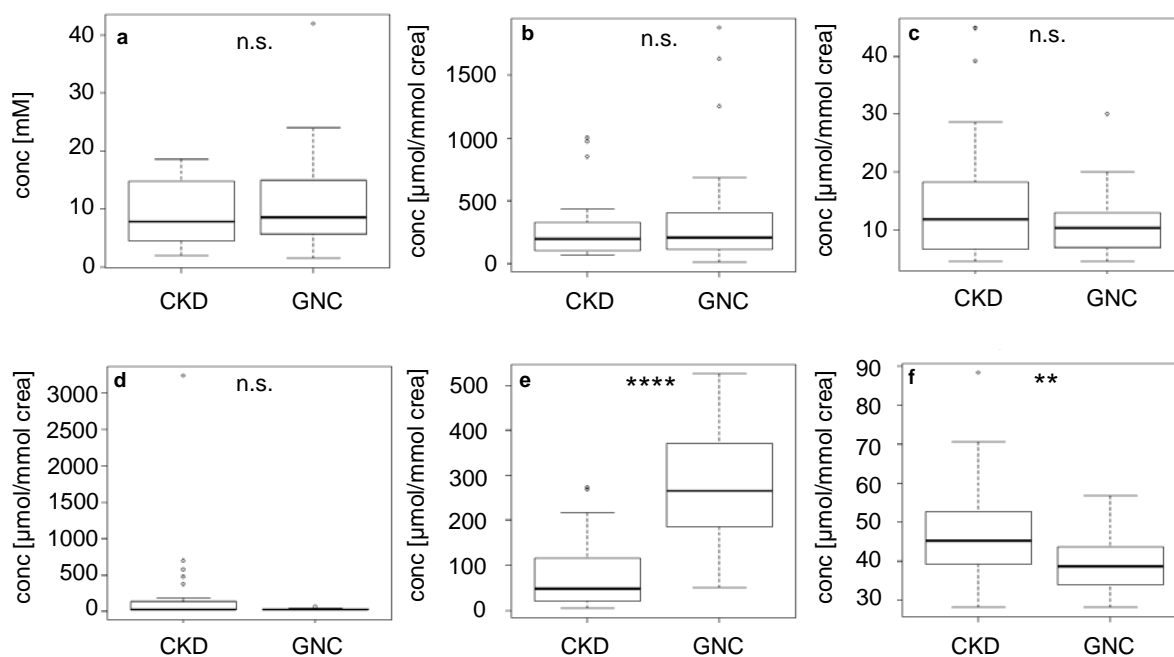 a
n.s.
conc [mM]
40
30
20
10
0
CKD
GNC
b
n.s.
conc [µmol/mmol crea]
1500
1000
500
0
CKD
GNC
c
n.s.
conc [µmol/mmol crea]
40
30
20
10
CKD
GNC
d
n.s.
conc [µmol/mmol crea]
3000
2500
2000
1500
1000
500
0
CKD
GNC
e
****
conc [µmol/mmol crea]
500
400
300
200
100
0
CKD
GNC
f
**
conc [µmol/mmol crea]
90
80
70
60
50
40
30
CKD
GNC